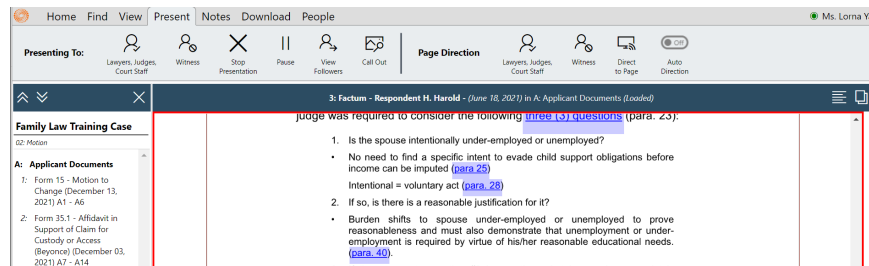 Home Find View Present Notes Download People
Ms. Lorna Y
Presenting To:
Lawyers, Judges,
Court Staff
Witness
Stop
Presentation
Pause
View
Followers
Call Out
Page Direction
Lawyers, Judges,
Court Staff
Witness
Direct
to Page
Off
Auto
Direction
3: Factum - Respondent H. Harold - (June 18, 2021) in A: Applicant Documents (Loaded)
Family Law Training Case
02: Motion
A: Applicant Documents
1: Form 15 - Motion to
Change (December 13,
2021) A1 - A6
2: Form 35.1 - Affidavit in
Support of Claim for
Custody or Access
(Beyonce) (December 03,
2021) A7 - A14
judge was required to consider the following three (3) questions (para. 23):
1. Is the spouse intentionally under-employed or unemployed?
• No need to find a specific intent to evade child support obligations before
income can be imputed (para 25)
Intentional = voluntary act (para. 28)
2. If so, is there a reasonable justification for it?
• Burden shifts to spouse under-employed or unemployed to prove
reasonableness and must also demonstrate that unemployment or under-
employment is required by virtue of his/her reasonable educational needs.
(para. 40).